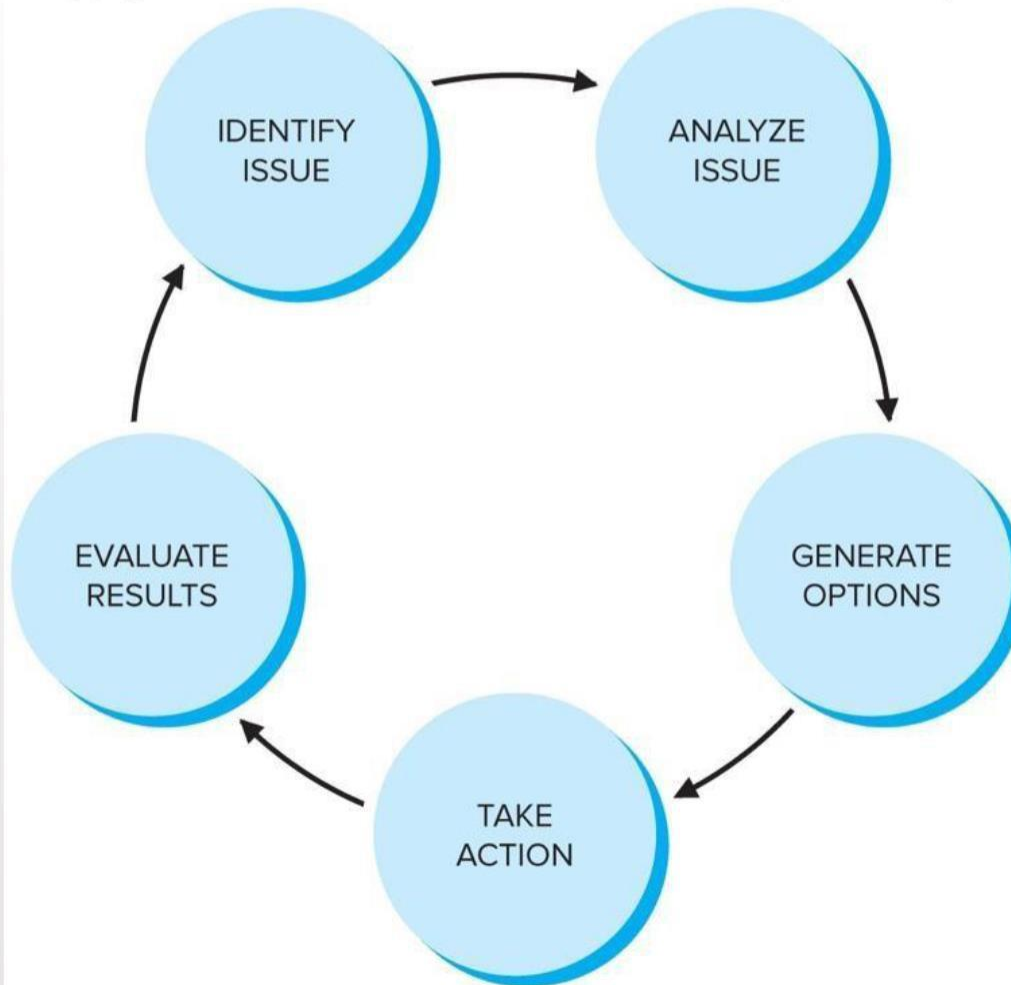 IDENTIFY
ISSUE
ANALYZE
ISSUE
GENERATE
OPTIONS
TAKE
ACTION
EVALUATE
RESULTS